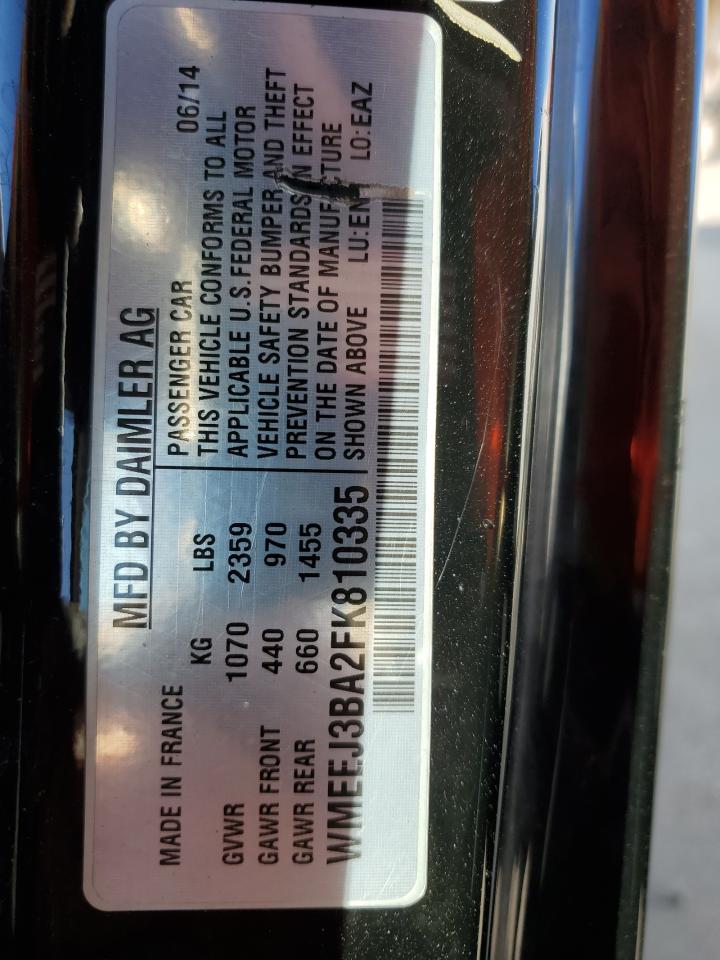 MFD BY DAIMLER AG
MADE IN FRANCE
KG LBS
GVWR 1070 2359
GAWR FRONT 440 970
GAWR REAR 660 1455
PASSENGER CAR 06/14
THIS VEHICLE CONFORMS TO ALL
APPLICABLE U.S.FEDERAL MOTOR
VEHICLE SAFETY BUMPER AND THEFT
PREVENTION STANDARDS IN EFFECT
ON THE DATE OF MANUFACTURE
SHOWN ABOVE LU:EN LO:EAZ
WMEEJ3BA2FK810335